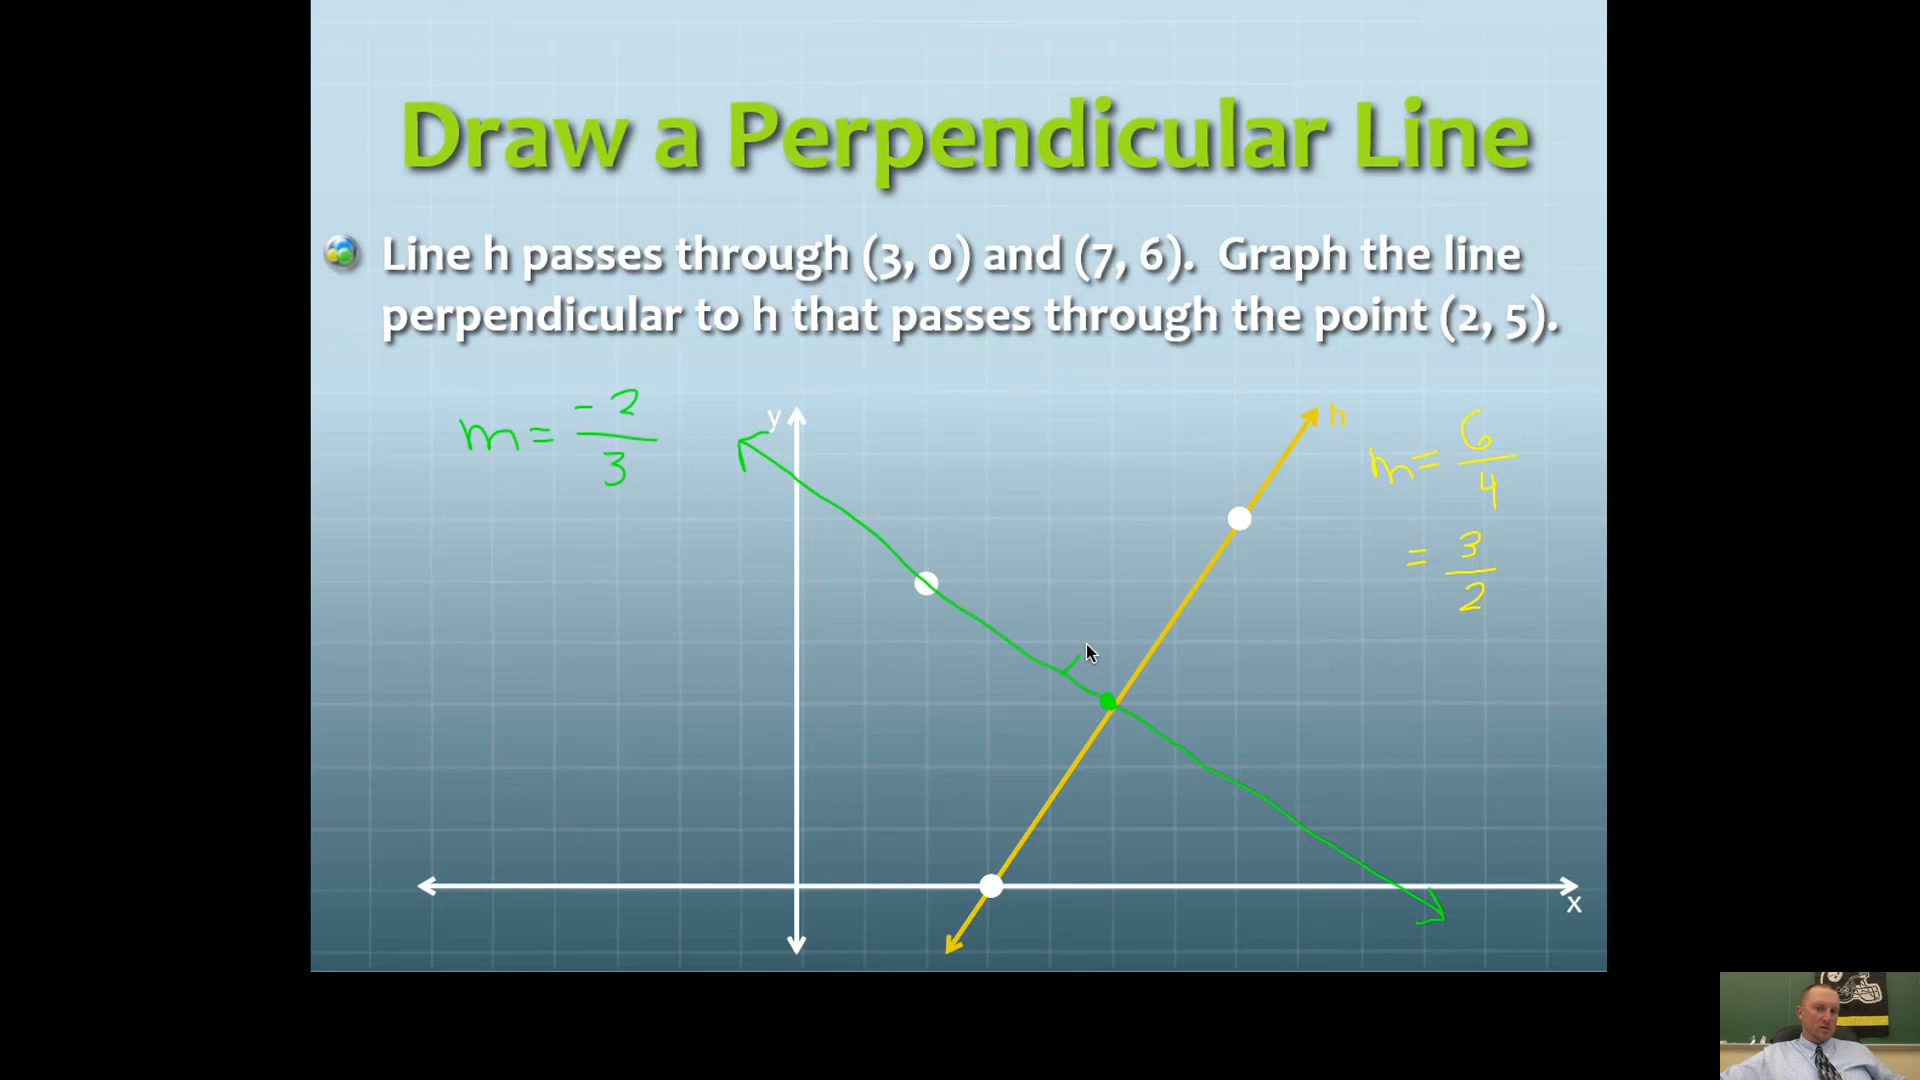 Draw a Perpendicular Line
Line h passes through (3, 0) and (7, 6). Graph the line
perpendicular to h that passes through the point (2, 5).
m = -2/3
y
h
m = 6/4
= 3/2
x